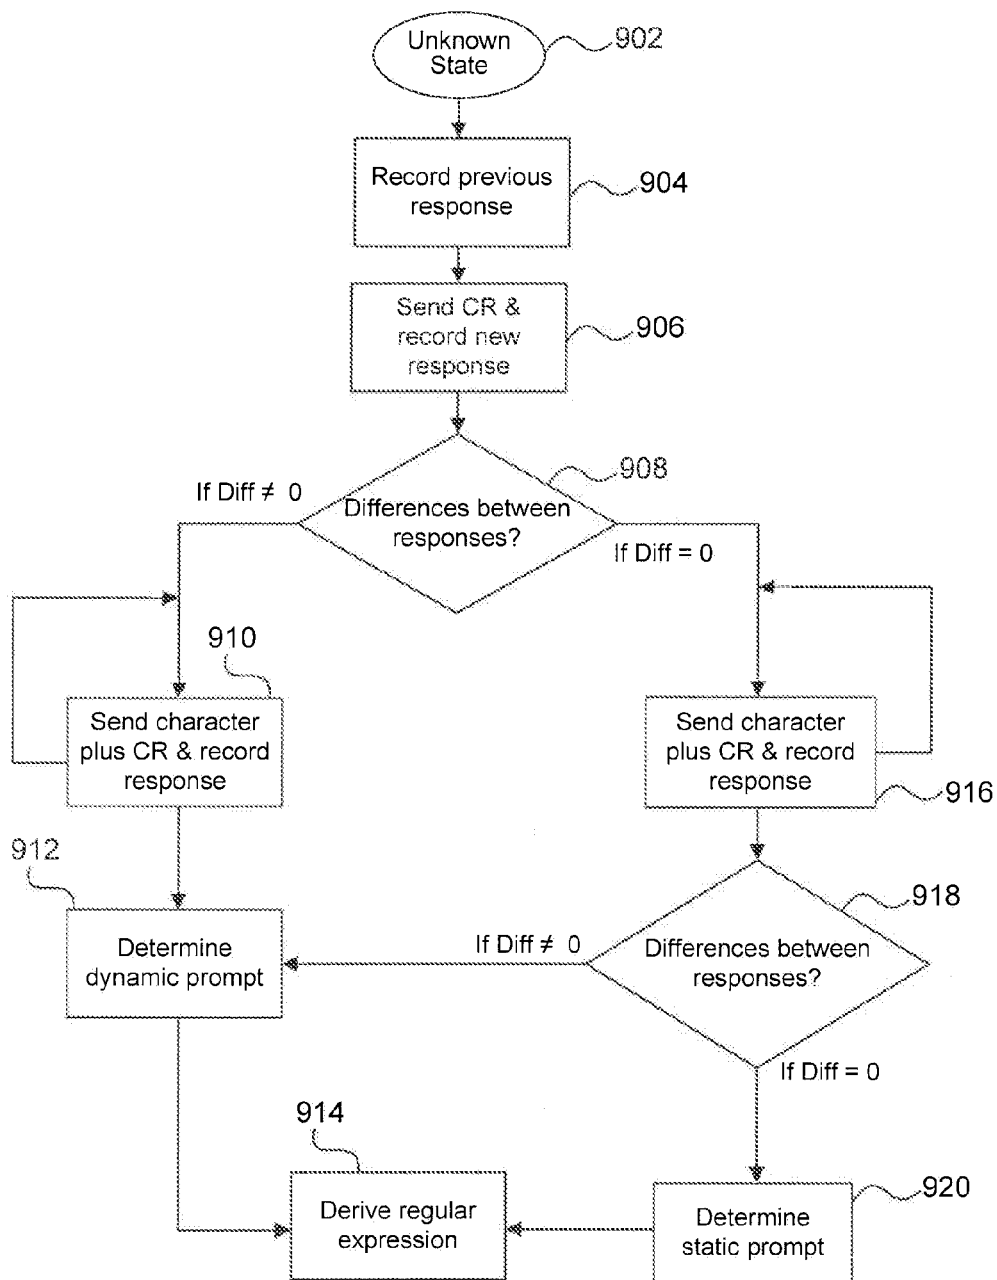 Unknown
State
902
Record previous
response
904
Send CR &
record new
response
906
908
If Diff ≠ 0
Differences between
responses?
If Diff = 0
910
Send character
plus CR & record
response
Send character
plus CR & record
response
916
912
918
Determine
dynamic prompt
If Diff ≠ 0
Differences between
responses?
If Diff = 0
914
Derive regular
expression
920
Determine
static prompt